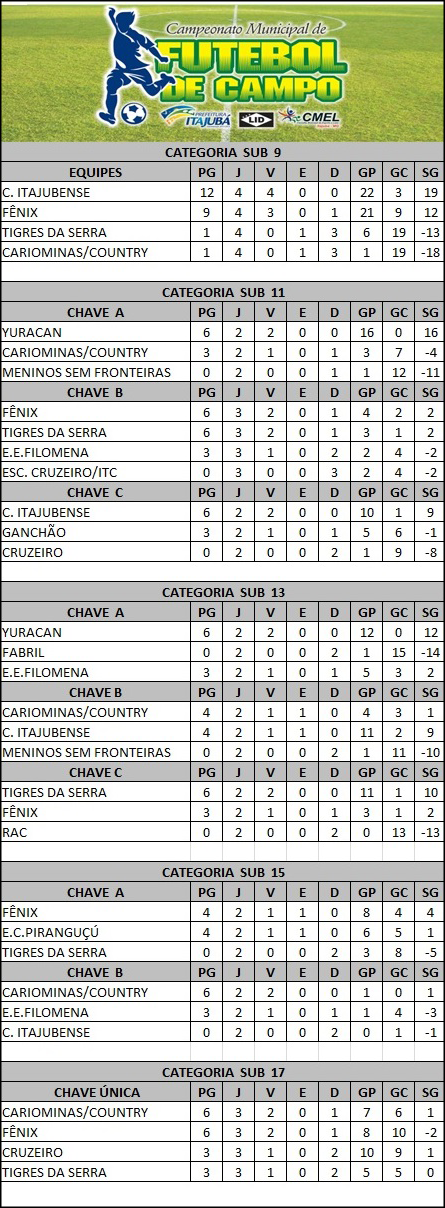 Campeonato Municipal de
FUTEBOL
DE CAMPO
PREFEITURA ITAJUBÁ LID CMEL
CATEGORIA SUB 9
EQUIPES PG J V E D GP GC SG
C. ITAJUBENSE 12 4 4 0 0 22 3 19
FÊNIX 9 4 3 0 1 21 9 12
TIGRES DA SERRA 1 4 0 1 3 6 19 -13
CARIOMINAS/COUNTRY 1 4 0 1 3 1 19 -18
CATEGORIA SUB 11
CHAVE A PG J V E D GP GC SG
YURACAN 6 2 2 0 0 16 0 16
CARIOMINAS/COUNTRY 3 2 1 0 1 3 7 -4
MENINOS SEM FRONTEIRAS 0 2 0 0 1 1 12 -11
CHAVE B PG J V E D GP GC SG
FÊNIX 6 3 2 0 1 4 2 2
TIGRES DA SERRA 6 3 2 0 1 3 1 2
E.E.FILOMENA 3 3 1 0 2 2 4 -2
ESC. CRUZEIRO/ITC 0 3 0 0 3 2 4 -2
CHAVE C PG J V E D GP GC SG
C. ITAJUBENSE 6 2 2 0 0 10 1 9
GANCHÃO 3 2 1 0 1 5 6 -1
CRUZEIRO 0 2 0 0 2 1 9 -8
CATEGORIA SUB 13
CHAVE A PG J V E D GP GC SG
YURACAN 6 2 2 0 0 12 0 12
FABRIL 0 2 0 0 2 1 15 -14
E.E.FILOMENA 3 2 1 0 1 5 3 2
CHAVE B PG J V E D GP GC SG
CARIOMINAS/COUNTRY 4 2 1 1 0 4 3 1
C. ITAJUBENSE 4 2 1 1 0 11 2 9
MENINOS SEM FRONTEIRAS 0 2 0 0 2 1 11 -10
CHAVE C PG J V E D GP GC SG
TIGRES DA SERRA 6 2 2 0 0 11 1 10
FÊNIX 3 2 1 0 1 3 1 2
RAC 0 2 0 0 2 0 13 -13
CATEGORIA SUB 15
CHAVE A PG J V E D GP GC SG
FÊNIX 4 2 1 1 0 8 4 4
E.C.PIRANGUÇÚ 4 2 1 1 0 6 5 1
TIGRES DA SERRA 0 2 0 0 2 3 8 -5
CHAVE B PG J V E D GP GC SG
CARIOMINAS/COUNTRY 6 2 2 0 0 1 0 1
E.E.FILOMENA 3 2 1 0 1 1 4 -3
C. ITAJUBENSE 0 2 0 0 2 0 1 -1
CATEGORIA SUB 17
CHAVE ÚNICA PG J V E D GP GC SG
CARIOMINAS/COUNTRY 6 3 2 0 1 7 6 1
FÊNIX 6 3 2 0 1 8 10 -2
CRUZEIRO 3 3 1 0 2 10 9 1
TIGRES DA SERRA 3 3 1 0 2 5 5 0